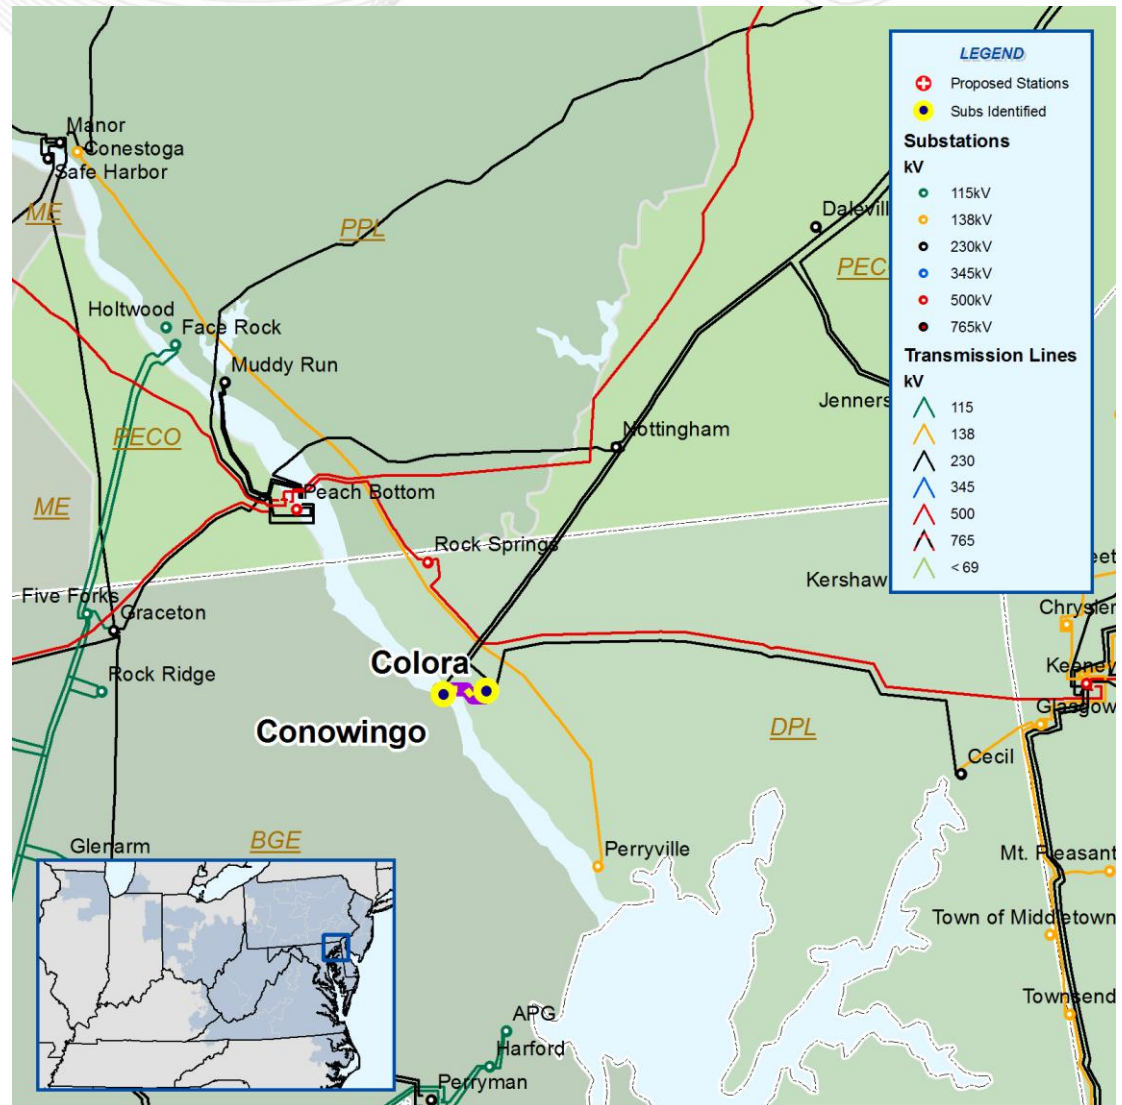 LEGEND
Proposed Stations
Subs Identified
Substations
kV
115kV
138kV
230kV
345kV
500kV
765kV
Transmission Lines
kV
115
138
230
345
500
765
< 69
Manor
Conestoga
Safe Harbor
ME
PPL
Holtwood
Face Rock
Muddy Run
PECO
ME
Peach Bottom
Nottingham
Rock Springs
Five Forks
Graceton
Rock Ridge
Colora
Conowingo
DPL
Kershaw
Chrysler
Keeney
Glasgow
Cecil
BGE
Glenarm
Perryville
Mt. Pleasant
Town of Middletown
Townsend
APG
Harford
Perryman